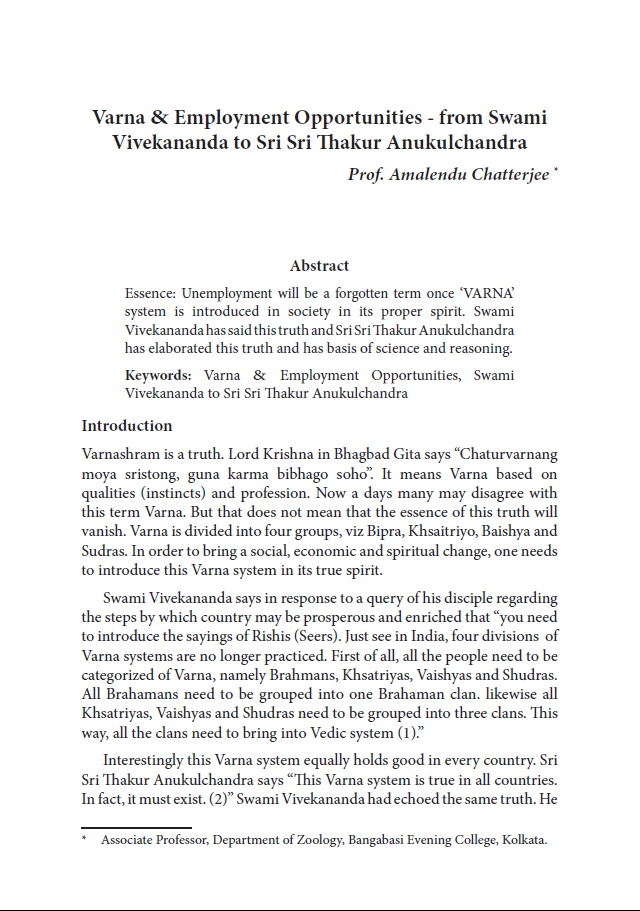 Varna & Employment Opportunities - from Swami
Vivekananda to Sri Sri Thakur Anukulchandra
Prof. Amalendu Chatterjee *
Abstract
Essence: Unemployment will be a forgotten term once ‘VARNA’
system is introduced in society in its proper spirit. Swami
Vivekananda has said this truth and Sri Sri Thakur Anukulchandra
has elaborated this truth and has basis of science and reasoning.
Keywords: Varna & Employment Opportunities, Swami
Vivekananda to Sri Sri Thakur Anukulchandra
Introduction
Varnashram is a truth. Lord Krishna in Bhagbad Gita says “Chaturvarnang
moya sristong, guna karma bibhago soho”. It means Varna based on
qualities (instincts) and profession. Now a days many may disagree with
this term Varna. But that does not mean that the essence of this truth will
vanish. Varna is divided into four groups, viz Bipra, Khsaitriyo, Baishya and
Sudras. In order to bring a social, economic and spiritual change, one needs
to introduce this Varna system in its true spirit.
Swami Vivekananda says in response to a query of his disciple regarding
the steps by which country may be prosperous and enriched that “you need
to introduce the sayings of Rishis (Seers). Just see in India, four divisions of
Varna systems are no longer practiced. First of all, all the people need to be
categorized of Varna, namely Brahmans, Khsatriyas, Vaishyas and Shudras.
All Brahamans need to be grouped into one Brahaman clan. likewise all
Khsatriyas, Vaishyas and Shudras need to be grouped into three clans. This
way, all the clans need to bring into Vedic system (1).”
Interestingly this Varna system equally holds good in every country. Sri
Sri Thakur Anukulchandra says “This Varna system is true in all countries.
In fact, it must exist. (2)” Swami Vivekananda had echoed the same truth. He
* Associate Professor, Department of Zoology, Bangabasi Evening College, Kolkata.